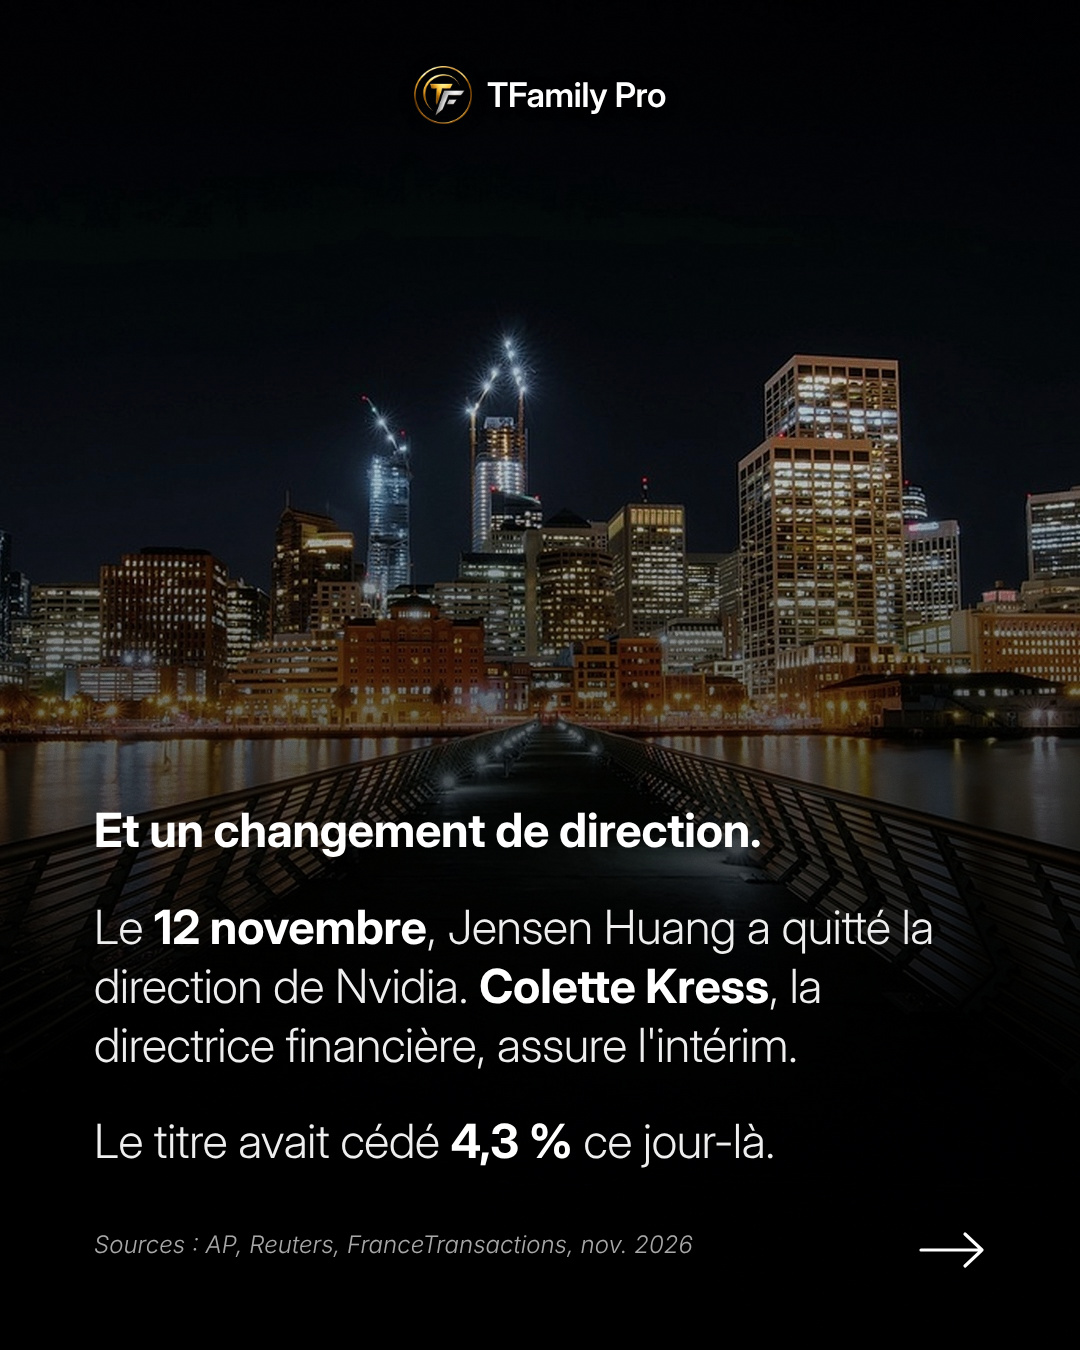 TF
TFamily Pro
Et un changement de direction.
Le 12 novembre, Jensen Huang a quitté la
direction de Nvidia. Colette Kress, la
directrice financière, assure l'intérim.
Le titre avait cédé 4,3 % ce jour-là.
Sources : AP, Reuters, FranceTransactions, nov. 2026